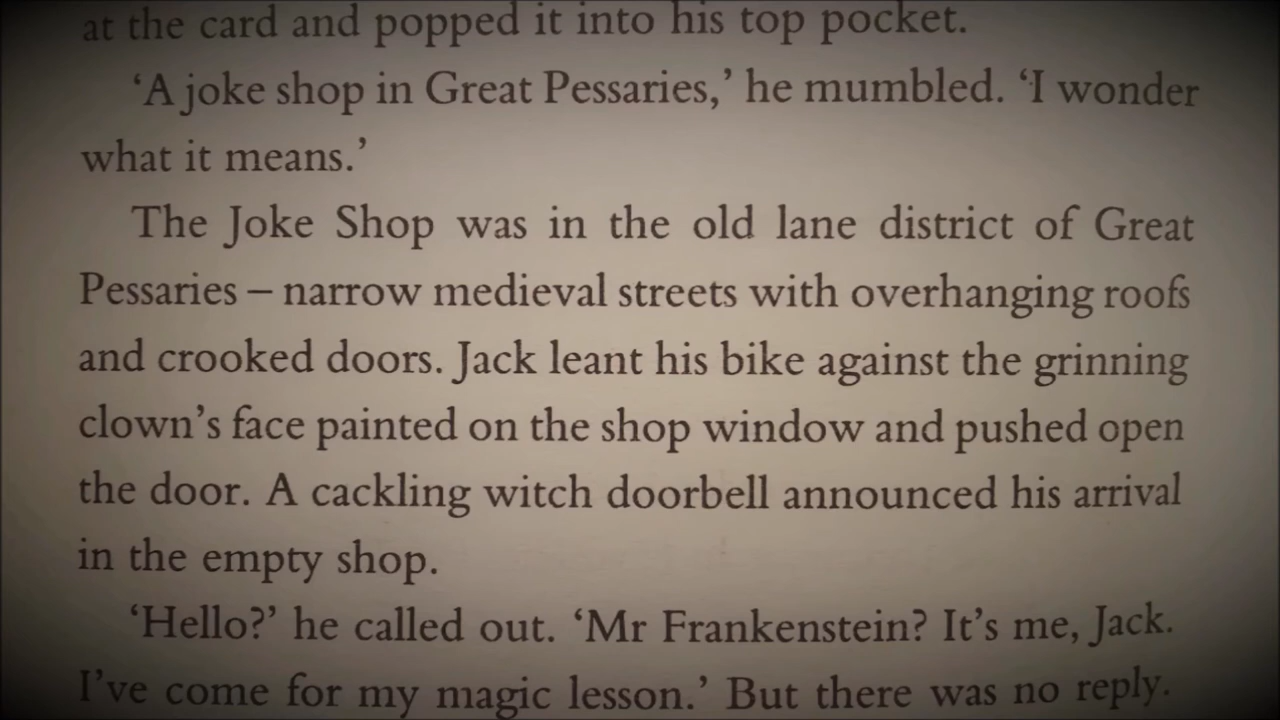 at the card and popped it into his top pocket.
‘A joke shop in Great Pessaries,’ he mumbled. ‘I wonder
what it means.’
The Joke Shop was in the old lane district of Great
Pessaries – narrow medieval streets with overhanging roofs
and crooked doors. Jack leant his bike against the grinning
clown’s face painted on the shop window and pushed open
the door. A cackling witch doorbell announced his arrival
in the empty shop.
‘Hello?’ he called out. ‘Mr Frankenstein? It’s me, Jack.
I’ve come for my magic lesson.’ But there was no reply.